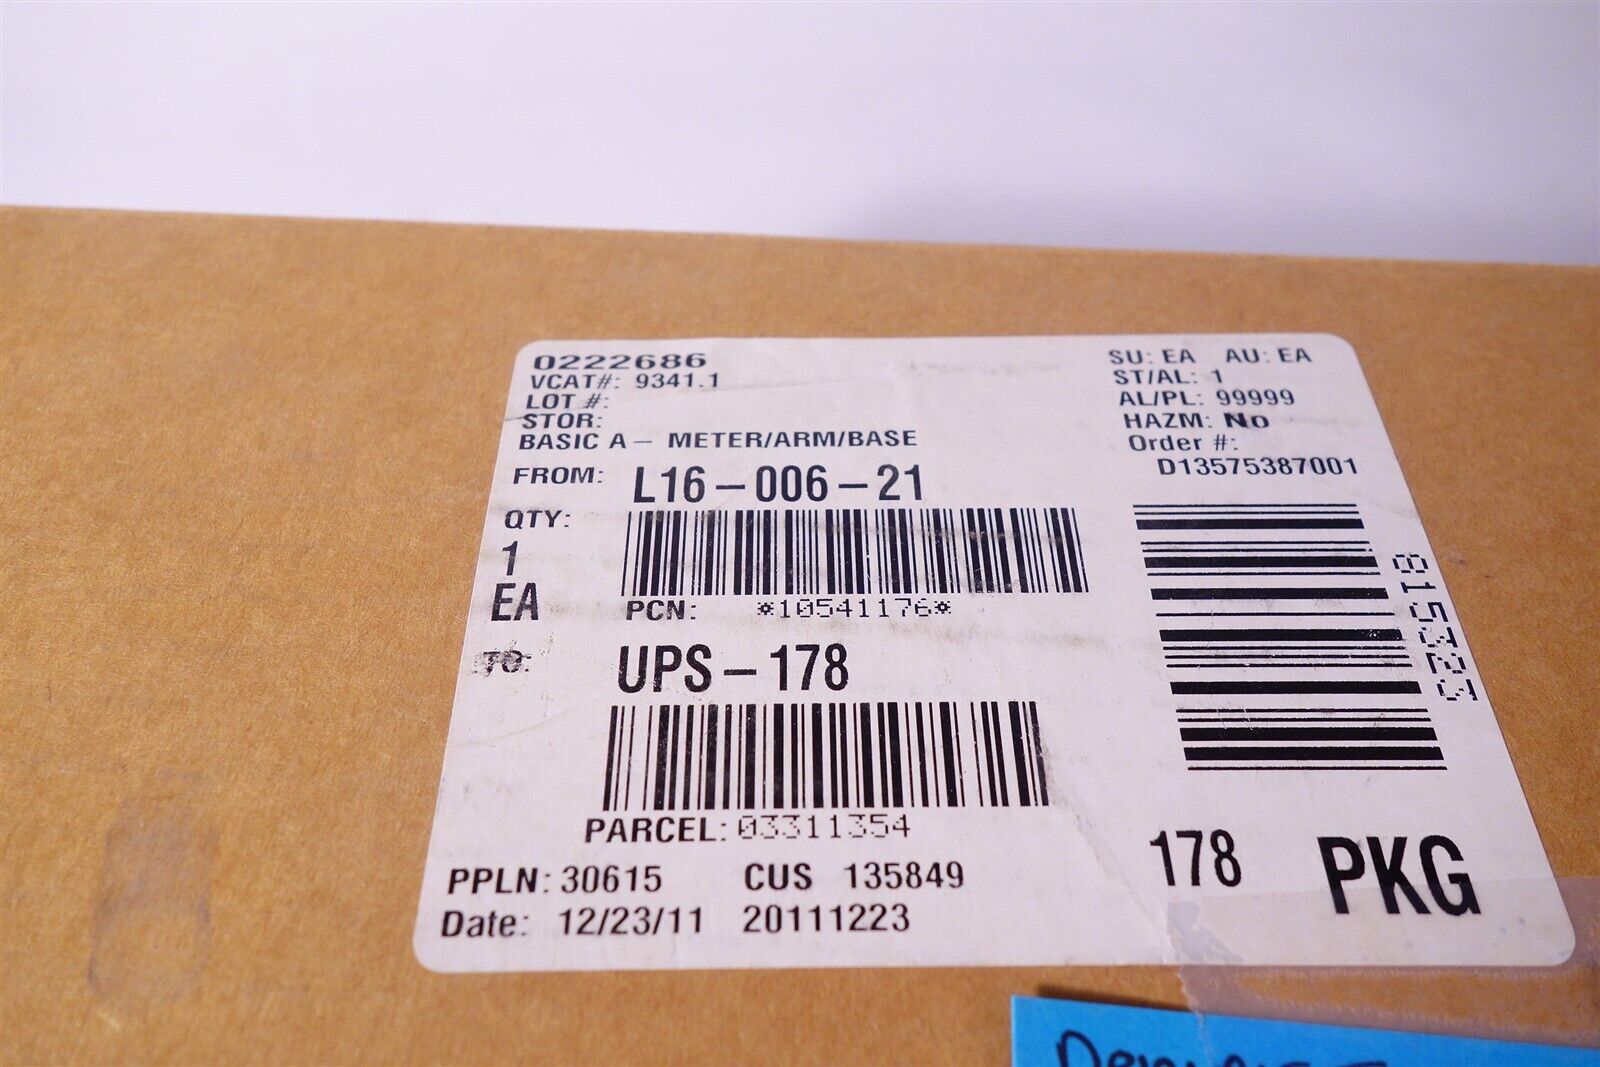 0222686
VCAT#: 9341.1
LOT #:
STOR:
BASIC A - METER/ARM/BASE
SU: EA AU: EA
ST/AL: 1
AL/PL: 99999
HAZM: No
Order #:
D13575387001
FROM: L16-006-21
QTY:
1
EA
PCN: *10541176*
TO: UPS-178
PARCEL: 03311354
PPLN: 30615 CUS 135849
Date: 12/23/11 20111223
8153323
178 PKG